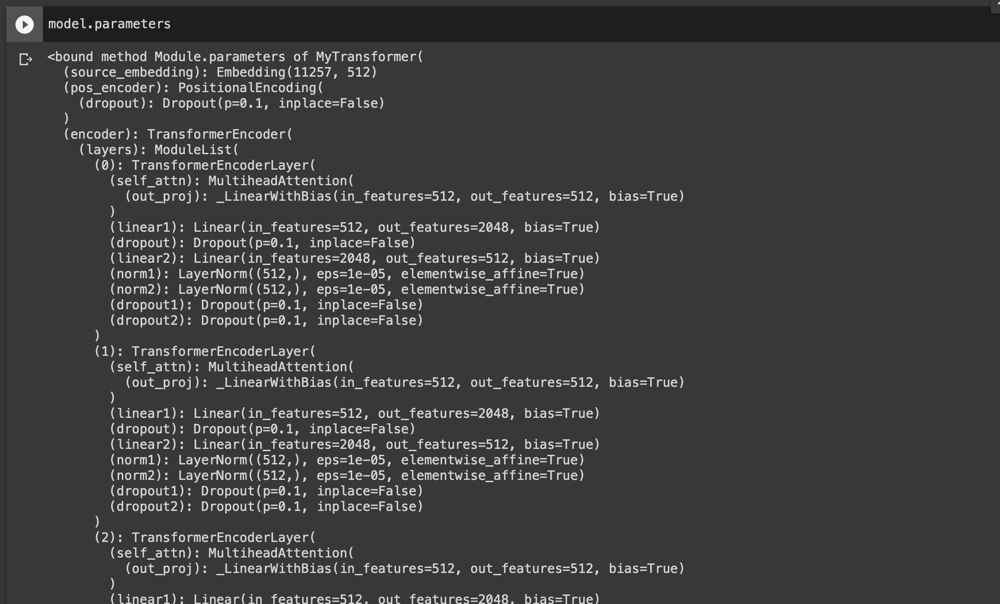 model.parameters
<bound method Module.parameters of MyTransformer(
  (source_embedding): Embedding(11257, 512)
  (pos_encoder): PositionalEncoding(
    (dropout): Dropout(p=0.1, inplace=False)
  )
  (encoder): TransformerEncoder(
    (layers): ModuleList(
      (0): TransformerEncoderLayer(
        (self_attn): MultiheadAttention(
          (out_proj): _LinearWithBias(in_features=512, out_features=512, bias=True)
        )
        (linear1): Linear(in_features=512, out_features=2048, bias=True)
        (dropout): Dropout(p=0.1, inplace=False)
        (linear2): Linear(in_features=2048, out_features=512, bias=True)
        (norm1): LayerNorm((512,), eps=1e-05, elementwise_affine=True)
        (norm2): LayerNorm((512,), eps=1e-05, elementwise_affine=True)
        (dropout1): Dropout(p=0.1, inplace=False)
        (dropout2): Dropout(p=0.1, inplace=False)
      )
      (1): TransformerEncoderLayer(
        (self_attn): MultiheadAttention(
          (out_proj): _LinearWithBias(in_features=512, out_features=512, bias=True)
        )
        (linear1): Linear(in_features=512, out_features=2048, bias=True)
        (dropout): Dropout(p=0.1, inplace=False)
        (linear2): Linear(in_features=2048, out_features=512, bias=True)
        (norm1): LayerNorm((512,), eps=1e-05, elementwise_affine=True)
        (norm2): LayerNorm((512,), eps=1e-05, elementwise_affine=True)
        (dropout1): Dropout(p=0.1, inplace=False)
        (dropout2): Dropout(p=0.1, inplace=False)
      )
      (2): TransformerEncoderLayer(
        (self_attn): MultiheadAttention(
          (out_proj): _LinearWithBias(in_features=512, out_features=512, bias=True)
        )
        (linear1): Linear(in_features=512, out_features=2048, bias=True)